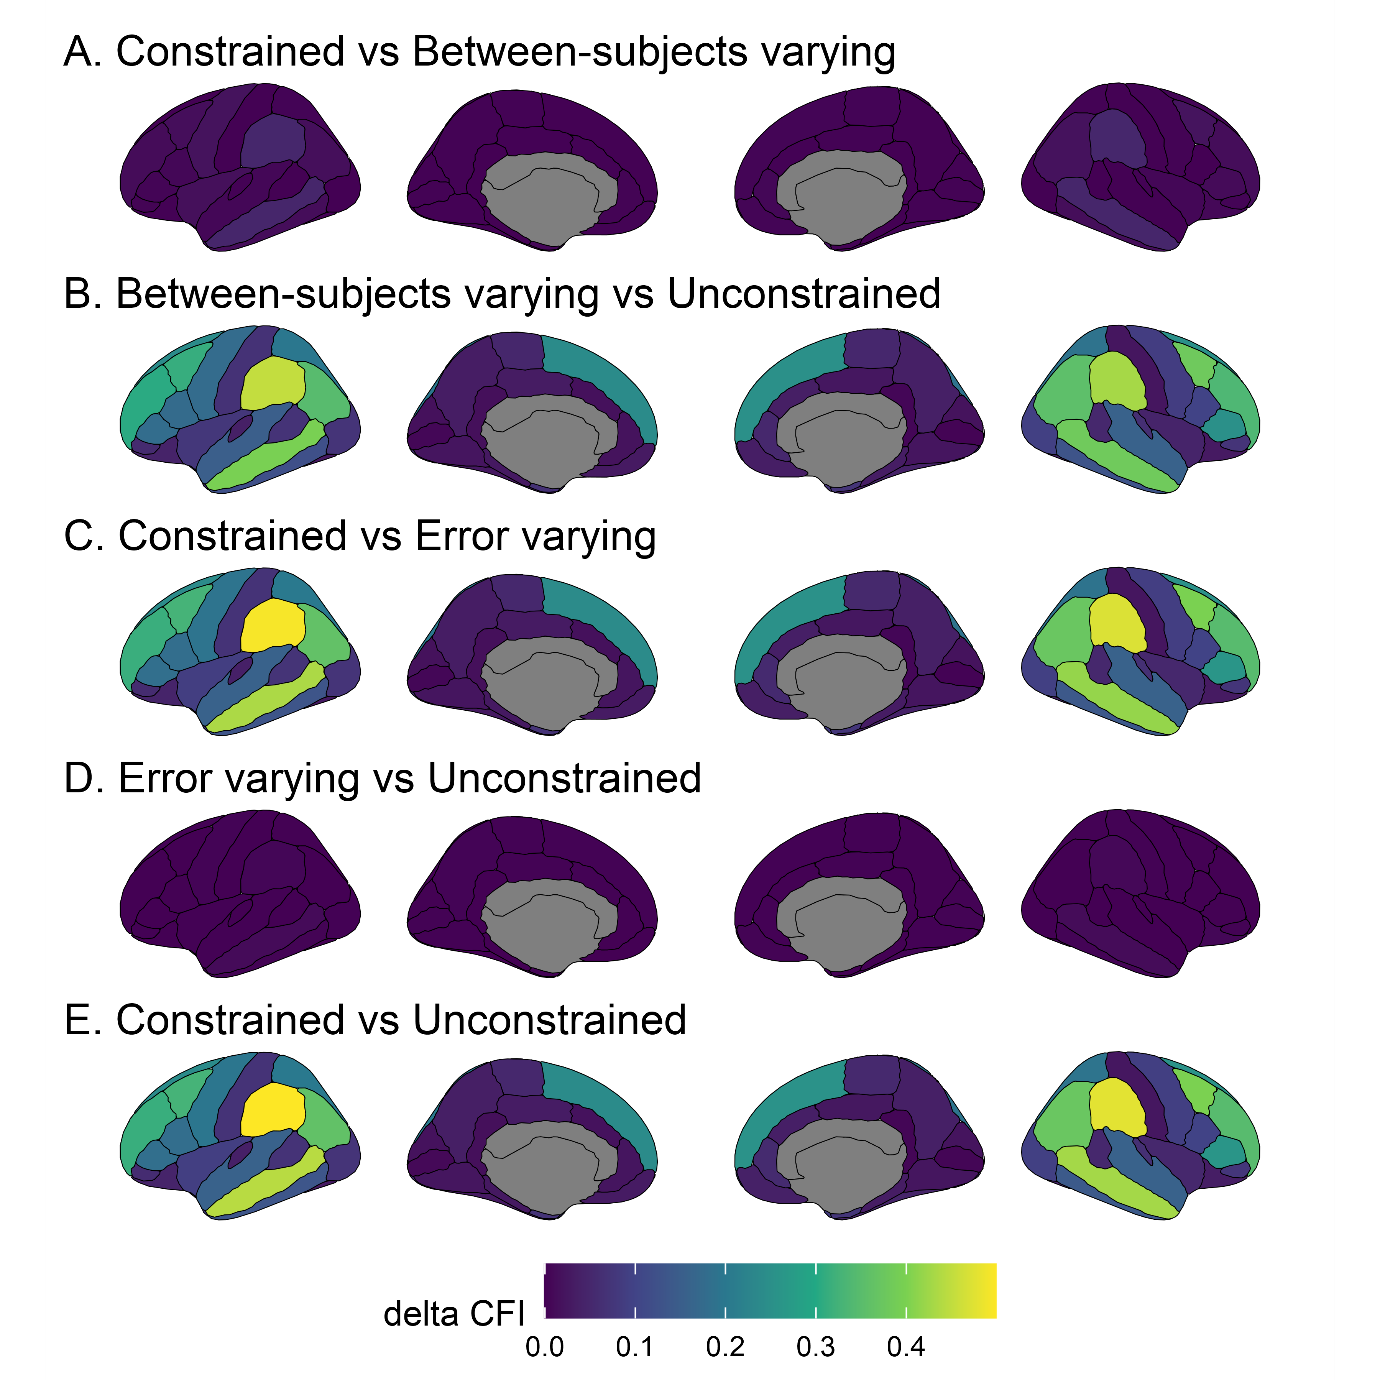 A. Constrained vs Between-subjects varying
B. Between-subjects varying vs Unconstrained
C. Constrained vs Error varying
D. Error varying vs Unconstrained
E. Constrained vs Unconstrained
delta CFI
0.0 0.1 0.2 0.3 0.4